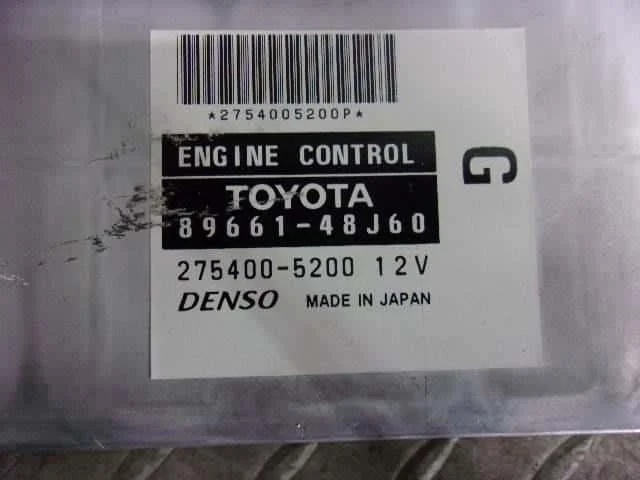 *2754005200P*
ENGINE CONTROL
G
TOYOTA
89661-48J60
275400-5200 12V
DENSO MADE IN JAPAN